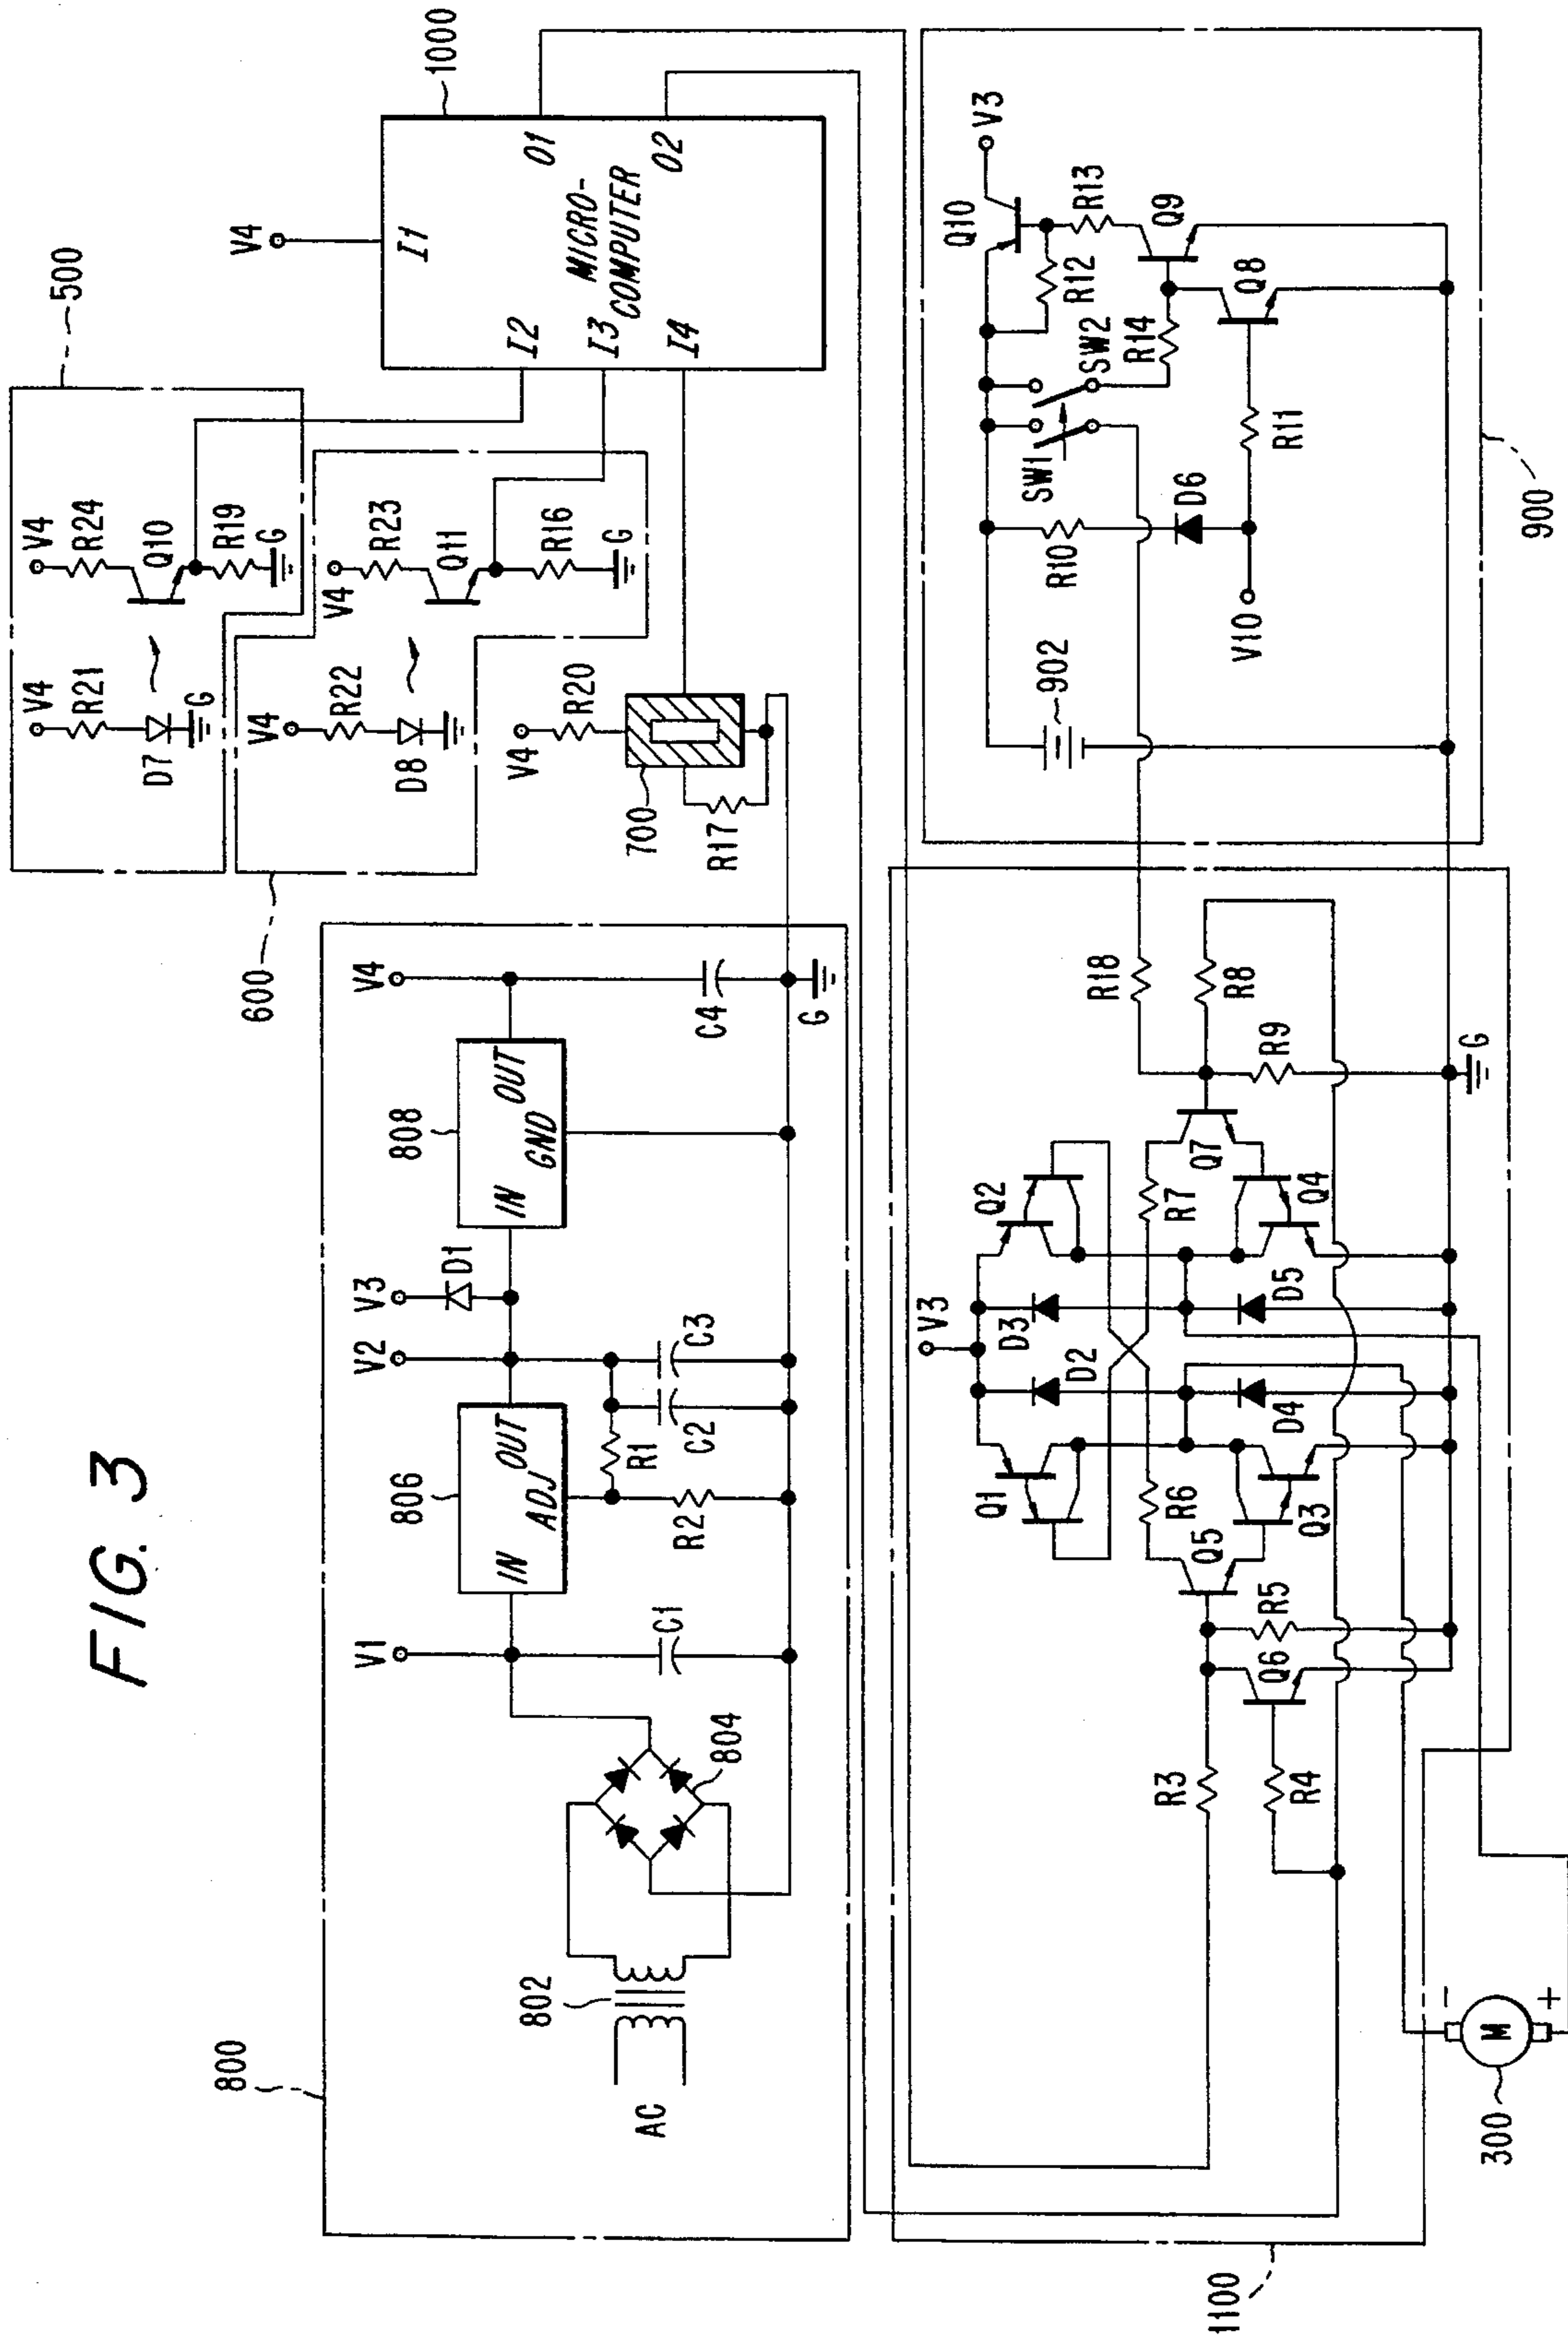 FIG. 3
800
AC
802
804
V1
C1
806
IN
OUT
ADJ
R1
R2
V2
C2
C3
V3
D1
808
IN
OUT
GND
V4
C4
G
500
V4
R21
D7
G
V4
R24
Q10
R19
G
600
V4
R22
D8
V4
R23
Q11
R16
G
V4
R20
700
R17
V4
1000
I1
I2
I3
I4
O1
O2
MICRO-
COMPUTER
1100
V3
Q1
Q2
D2
D3
R6
R7
Q5
Q7
Q3
Q4
D4
D5
R3
R4
Q6
R5
R18
R8
R9
G
300
M
-
+
900
902
V10
R10
D6
SW1
SW2
R11
R14
R12
Q10
V3
R13
Q9
Q8